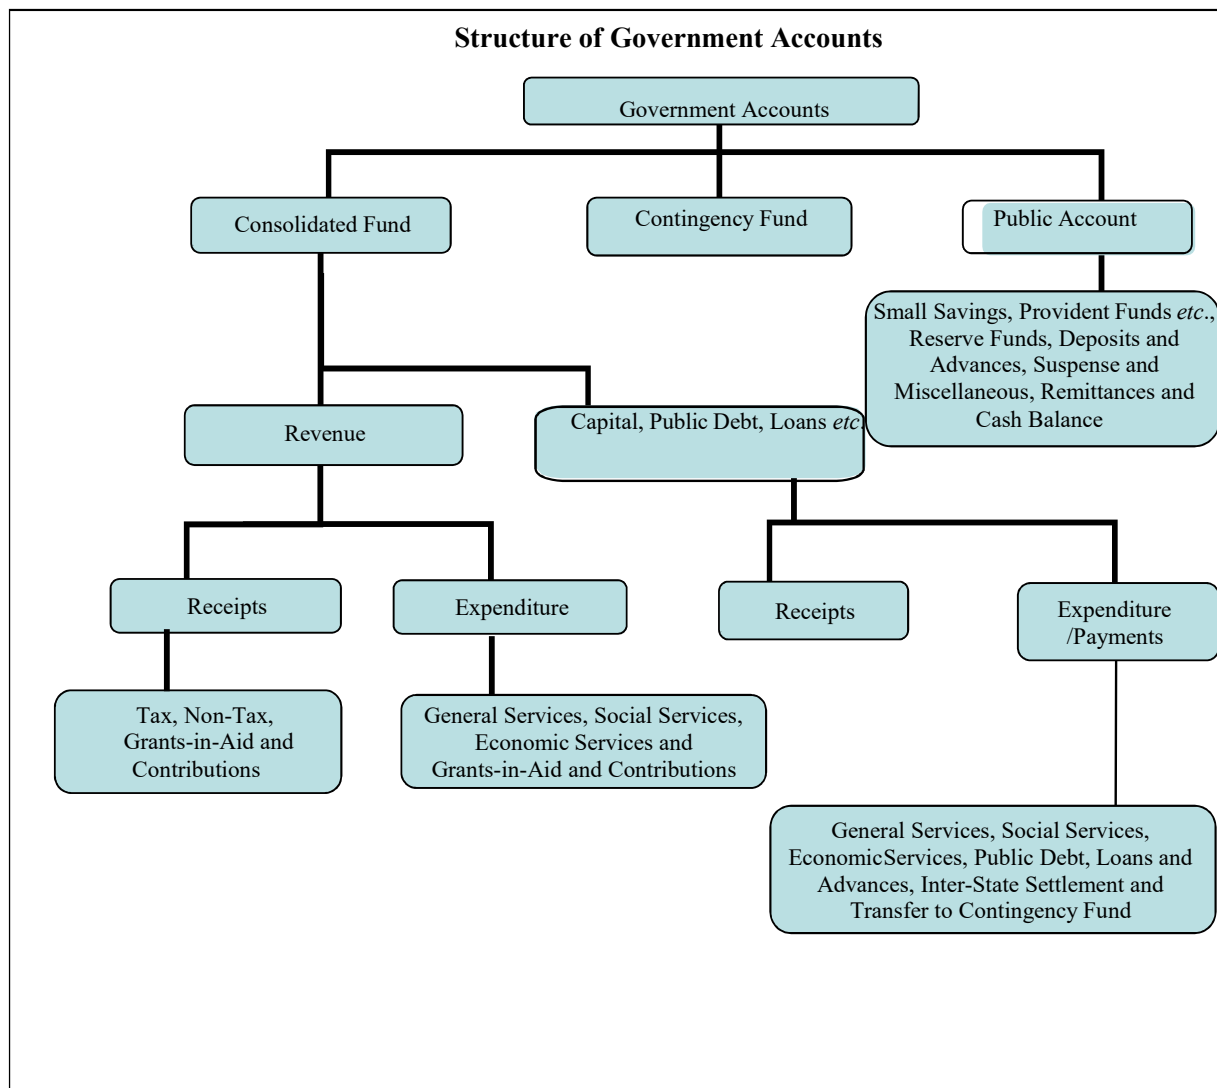 Structure of Government Accounts
Government Accounts
Consolidated Fund
Contingency Fund
Public Account
Small Savings, Provident Funds etc.,
Reserve Funds, Deposits and
Advances, Suspense and
Miscellaneous, Remittances and
Cash Balance
Revenue
Capital, Public Debt, Loans etc.
Receipts
Expenditure
Receipts
Expenditure
/Payments
Tax, Non-Tax,
Grants-in-Aid and
Contributions
General Services, Social Services,
Economic Services and
Grants-in-Aid and Contributions
General Services, Social Services,
EconomicServices, Public Debt, Loans and
Advances, Inter-State Settlement and
Transfer to Contingency Fund